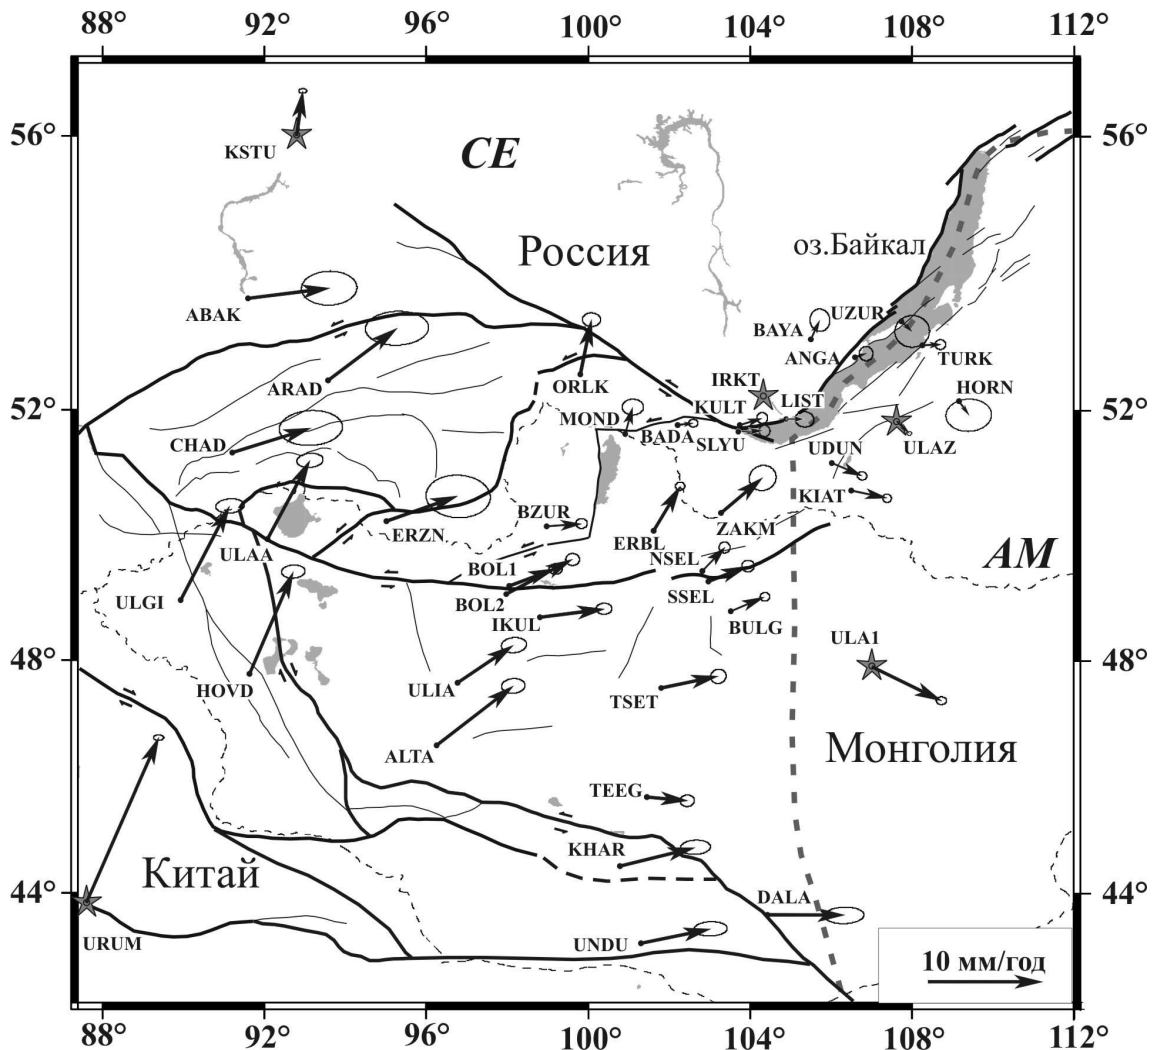 88° 92° 96° 100° 104° 108° 112°
56° 56°
KSTU
CE
Россия
оз.Байкал
ABAK
BAYA
UZUR
ANGA
TURK
ARAD
ORLK
IRKT
HORN
52° 52°
MOND
KULT
LIST
CHAD
BADA
SLYU
UDUN
ULAZ
KIAT
BZUR
ERZN
ZAKM
ULAA
ERBL
NSEL
AM
BOL1
ULGI
BOL2
SSEL
IKUL
BULG
ULA1
48° 48°
HOVD
ULIA
TSET
ALTA
Монголия
TEEG
KHAR
Китай
44° 44°
DALA
URUM
UNDU
10 мм/год
88° 92° 96° 100° 104° 108° 112°